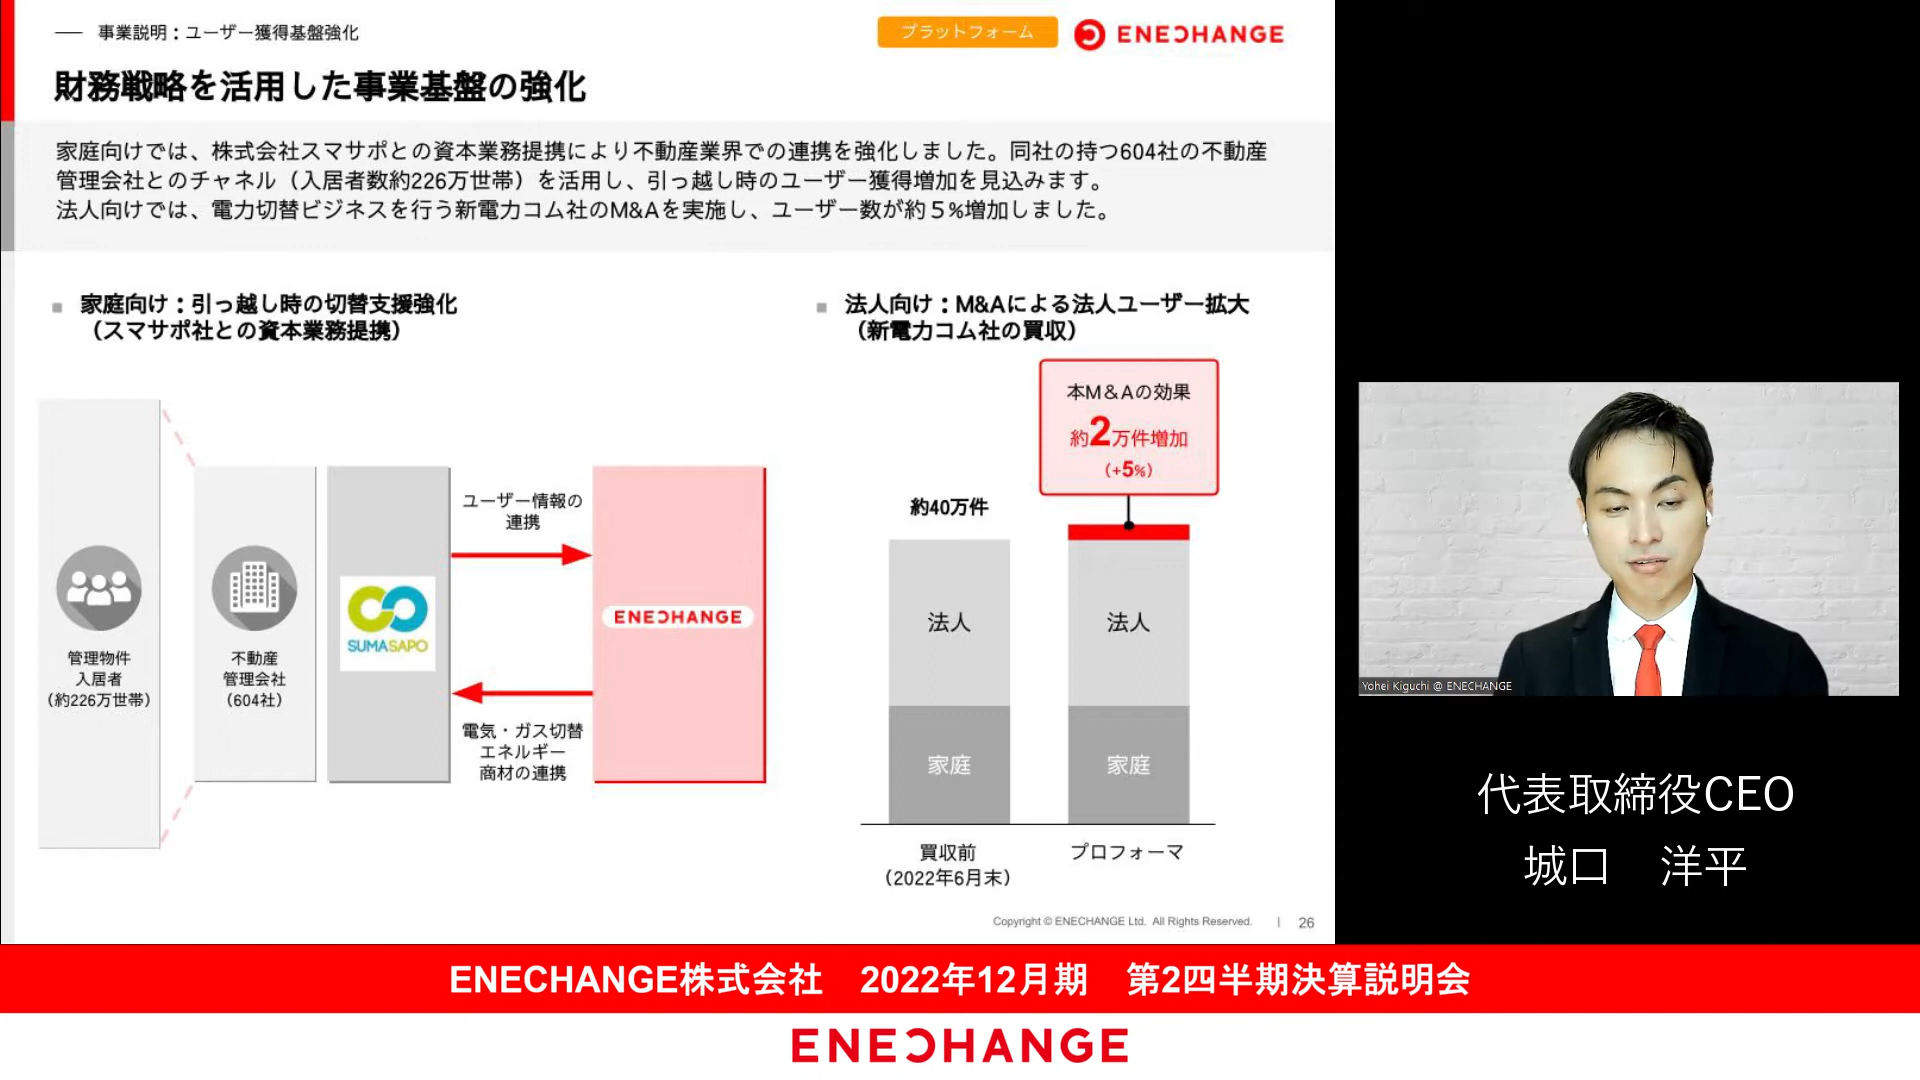 事業説明：ユーザー獲得基盤強化
プラットフォーム
ENECHANGE
財務戦略を活用した事業基盤の強化
家庭向けでは、株式会社スマサポとの資本業務提携により不動産業界での連携を強化しました。同社の持つ604社の不動産
管理会社とのチャネル（入居者数約226万世帯）を活用し、引っ越し時のユーザー獲得増加を見込みます。
法人向けでは、電力切替ビジネスを行う新電力コム社のM&Aを実施し、ユーザー数が約５%増加しました。
家庭向け：引っ越し時の切替支援強化
（スマサポ社との資本業務提携）
管理物件
入居者
（約226万世帯）
不動産
管理会社
（604社）
SUMASAPO
ユーザー情報の
連携
電気・ガス切替
エネルギー
商材の連携
ENECHANGE
法人向け：M&Aによる法人ユーザー拡大
（新電力コム社の買収）
本M＆Aの効果
約2万件増加
（+5%）
約40万件
法人
法人
家庭
家庭
買収前
（2022年6月末）
プロフォーマ
Copyright © ENECHANGE Ltd. All Rights Reserved. | 26
Yohei Kiguchi @ ENECHANGE
代表取締役CEO
城口　洋平
ENECHANGE株式会社　2022年12月期　第2四半期決算説明会
ENECHANGE